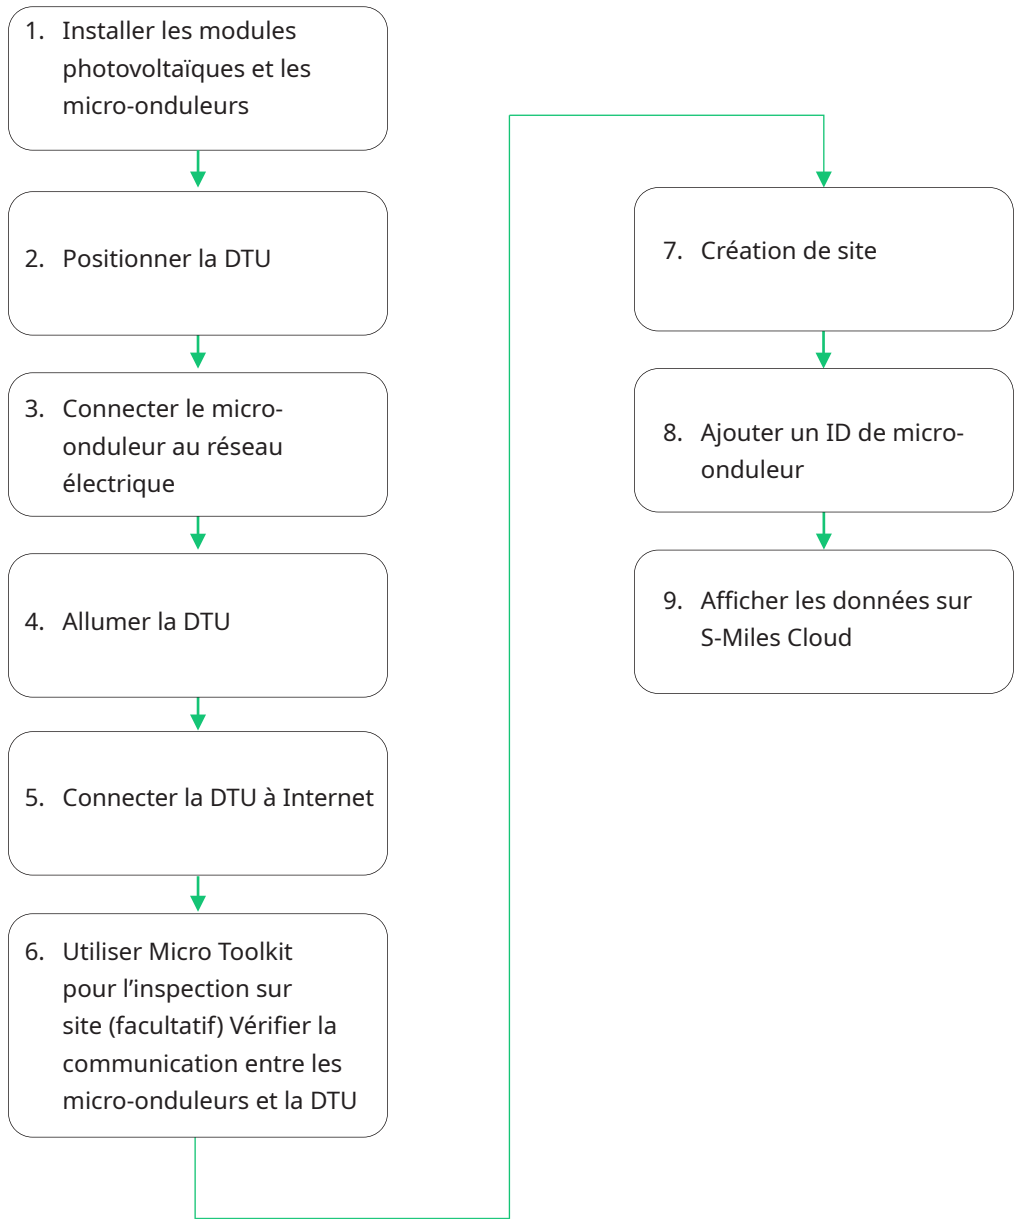 1. Installer les modules
photovoltaïques et les
micro-onduleurs
2. Positionner la DTU
3. Connecter le micro-
onduleur au réseau
électrique
4. Allumer la DTU
5. Connecter la DTU à Internet
6. Utiliser Micro Toolkit
pour l’inspection sur
site (facultatif) Vérifier la
communication entre les
micro-onduleurs et la DTU
7. Création de site
8. Ajouter un ID de micro-
onduleur
9. Afficher les données sur
S-Miles Cloud